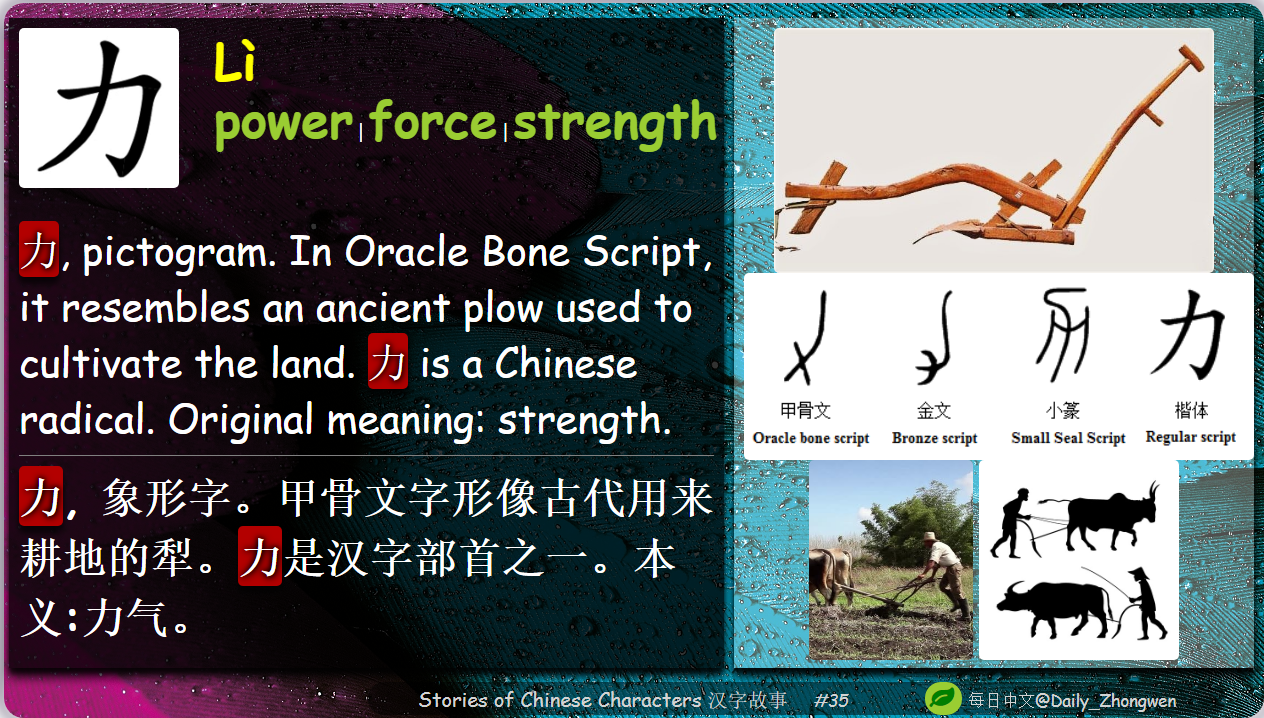 力
Lì
power | force | strength
力, pictogram. In Oracle Bone Script,
it resembles an ancient plow used to
cultivate the land. 力 is a Chinese
radical. Original meaning: strength.
力, 象形字。甲骨文字形像古代用来
耕地的犁。力是汉字部首之一。本
义:力气。
力
甲骨文 金文 小篆 楷体
Oracle bone script Bronze script Small Seal Script Regular script
Stories of Chinese Characters 汉字故事 #35
每日中文@Daily_Zhongwen